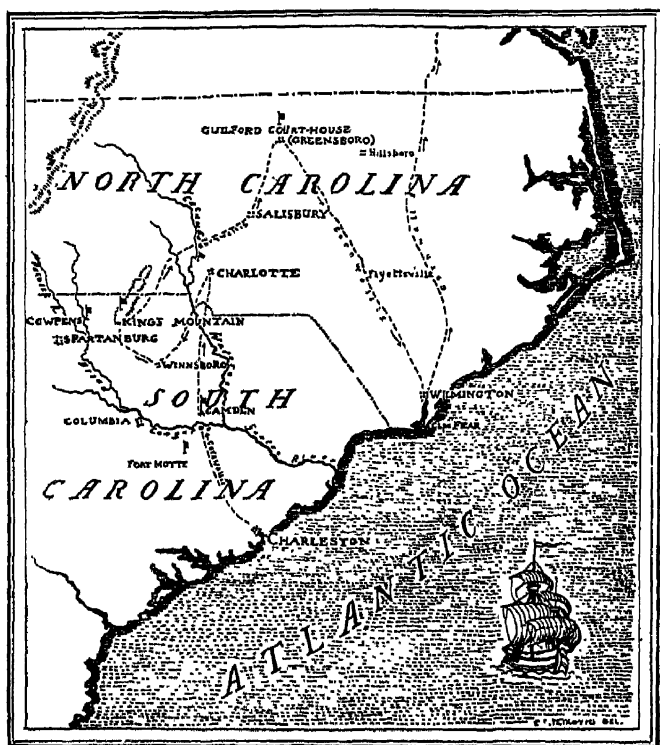 GUILFORD COURT-HOUSE
(GREENSBORO)
Hillsboro
NORTH CAROLINA
SALISBURY
CHARLOTTE
Fayetteville
COWPENS
KINGS MOUNTAIN
SPARTANBURG
WINNSBORO
WILMINGTON
SOUTH
CAMDEN
COLUMBIA
FEAR
FORT MOTTE
CAROLINA
CHARLESTON
ATLANTIC OCEAN